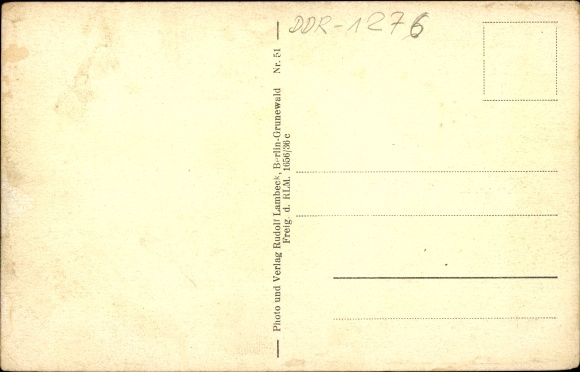 DDR-1276
Photo und Verlag Rudolf Lambeck, Berlin-Grunewald Nr. 51
Freig. d. RLM. 1656/36 c